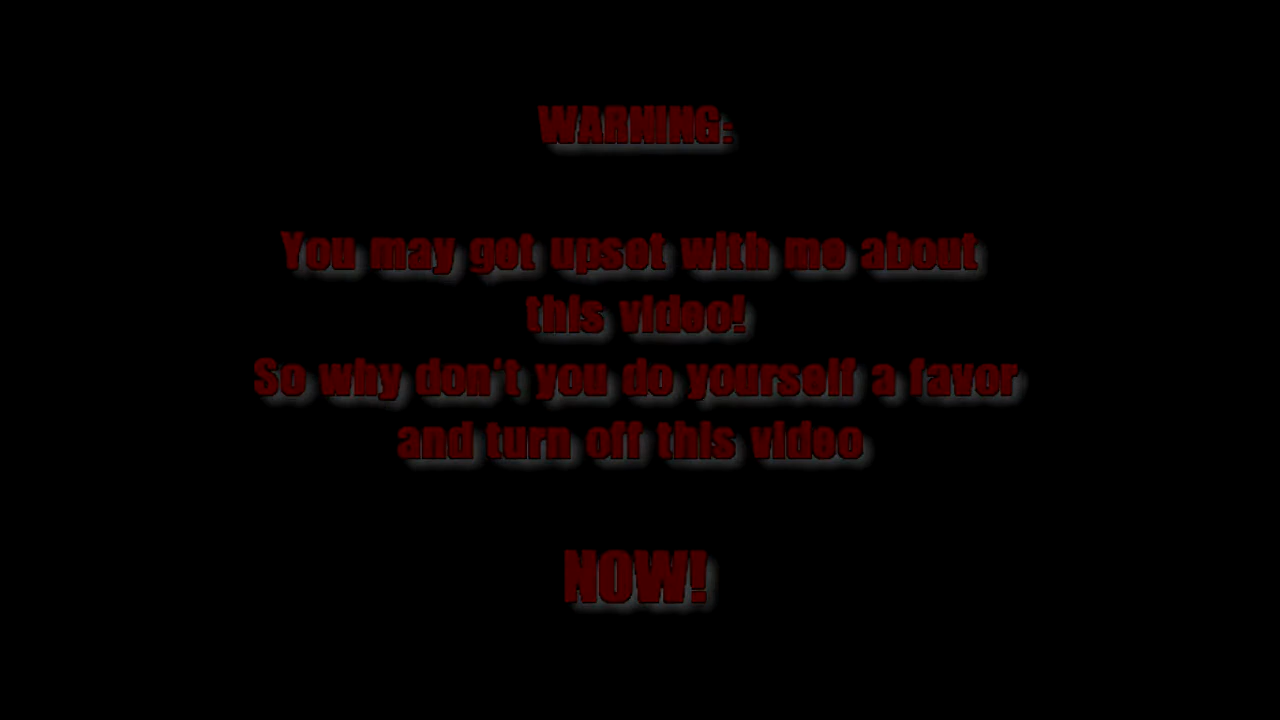 WARNING:
You may get upset with me about
this video!
So why don't you do yourself a favor
and turn off this video
NOW!